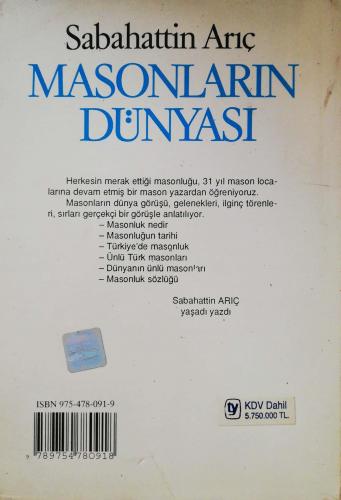 Sabahattin Arıç
MASONLARIN
DÜNYASI
Herkesin merak ettiği masonluğu, 31 yıl mason loca-
larına devam etmiş bir mason yazardan öğreniyoruz.
Masonların dünya görüşü, gelenekleri, ilginç törenle-
ri, sırları gerçekçi bir görüşle anlatılıyor.
– Masonluk nedir
– Masonluğun tarihi
– Türkiye'de masonluk
– Ünlü Türk masonları
– Dünyanın ünlü masonları
– Masonluk sözlüğü
Sabahattin ARIÇ
yaşadı yazdı
ISBN 975-478-091-9
9 789754 780918
ty KDV Dahil
5.750.000 TL.